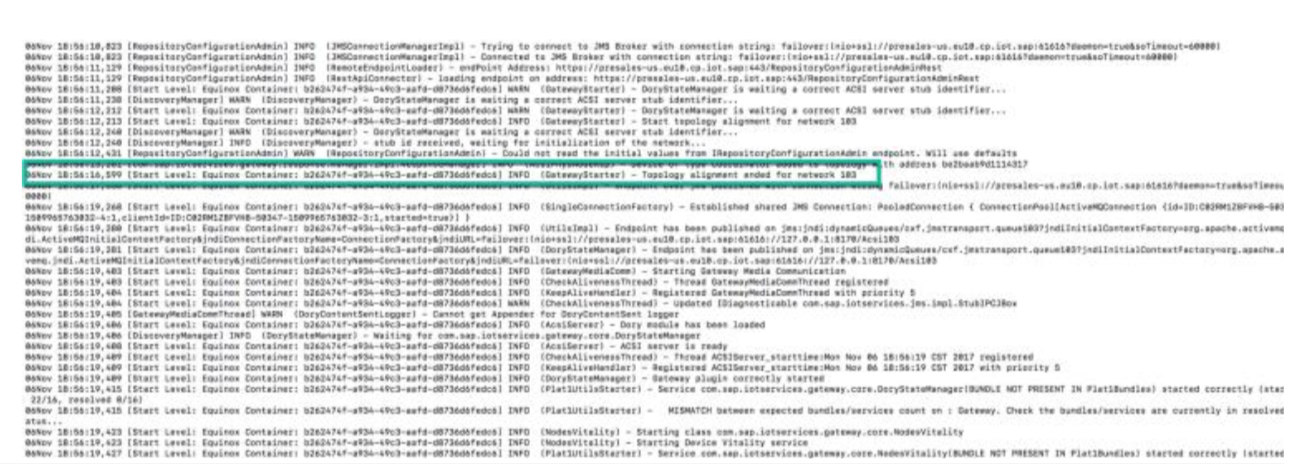 06Nov 18:56:10,823 [RepositoryConfigurationAdmin] INFO (JMSConnectionManagerImpl) - Trying to connect to JMS Broker with connection string: failover:(nio+ssl://presales-us.eu10.cp.iot.sap:61616?daemon=true&soTimeout=60000)
06Nov 18:56:10,823 [RepositoryConfigurationAdmin] INFO (JMSConnectionManagerImpl) - Connected to JMS Broker with connection string: failover:(nio+ssl://presales-us.eu10.cp.iot.sap:61616?daemon=true&soTimeout=60000)
06Nov 18:56:11,129 [RepositoryConfigurationAdmin] INFO (RemoteEndpointLoader) - endPoint Address: https://presales-us.eu10.cp.iot.sap:443/RepositoryConfigurationAdminRest
06Nov 18:56:11,129 [RepositoryConfigurationAdmin] INFO (RestApiConnector) - loading endpoint on address: https://presales-us.eu10.cp.iot.sap:443/RepositoryConfigurationAdminRest
06Nov 18:56:11,208 [Start Level: Equinox Container: b262474f-a934-49c3-aafd-d8736d6fedc6] WARN (GatewayStarter) - DoryStateManager is waiting a correct ACSI server stub identifier...
06Nov 18:56:11,238 [DiscoveryManager] WARN (DiscoveryManager) - DoryStateManager is waiting a correct ACSI server stub identifier...
06Nov 18:56:12,212 [Start Level: Equinox Container: b262474f-a934-49c3-aafd-d8736d6fedc6] WARN (GatewayStarter) - DoryStateManager is waiting a correct ACSI server stub identifier...
06Nov 18:56:12,213 [Start Level: Equinox Container: b262474f-a934-49c3-aafd-d8736d6fedc6] INFO (GatewayStarter) - Start topology alignment for network 103
06Nov 18:56:12,240 [DiscoveryManager] WARN (DiscoveryManager) - DoryStateManager is waiting a correct ACSI server stub identifier...
06Nov 18:56:12,240 [DiscoveryManager] INFO (DiscoveryManager) - stub id received, waiting for initialization of the network...
06Nov 18:56:12,431 [RepositoryConfigurationAdmin] WARN (RepositoryConfigurationAdmin) - Could not read the initial values from IRepositoryConfigurationAdmin endpoint. Will use defaults
th address be2baab9d1114317
06Nov 18:56:16,599 [Start Level: Equinox Container: b262474f-a934-49c3-aafd-d8736d6fedc6] INFO (GatewayStarter) - Topology alignment ended for network 103
failover:(nio+ssl://presales-us.eu10.cp.iot.sap:61616?daemon=true&soTimeou
0000)
06Nov 18:56:19,260 [Start Level: Equinox Container: b262474f-a934-49c3-aafd-d8736d6fedc6] INFO (SingleConnectionFactory) - Established shared JMS Connection: PooledConnection { ConnectionPool[ActiveMQConnection {id=ID:C02RM1ZBFVH8-503
1509965763032-4:1,clientId=ID:C02RM1ZBFVH8-50347-1509965763032-3:1,started=true}] }
06Nov 18:56:19,280 [Start Level: Equinox Container: b262474f-a934-49c3-aafd-d8736d6fedc6] INFO (UtilsImpl) - Endpoint has been published on jms:jndi:dynamicQueues/cxf.jmstransport.queue103?jndiInitialContextFactory=org.apache.activemq
di.ActiveMQInitialContextFactory&jndiConnectionFactoryName=ConnectionFactory&jndiURL=failover:(nio+ssl://presales-us.eu10.cp.iot.sap:61616://127.0.0.1:8170/Acsi103
06Nov 18:56:19,281 [Start Level: Equinox Container: b262474f-a934-49c3-aafd-d8736d6fedc6] INFO (DoryStateManager) - Endpoint has been published on jms:jndi:dynamicQueues/cxf.jmstransport.queue103?jndiInitialContextFactory=org.apache.a
vemq.jndi.ActiveMQInitialContextFactory&jndiConnectionFactoryName=ConnectionFactory&jndiURL=failover:(nio+ssl://presales-us.eu10.cp.iot.sap:61616://127.0.0.1:8170/Acsi103
06Nov 18:56:19,403 [Start Level: Equinox Container: b262474f-a934-49c3-aafd-d8736d6fedc6] INFO (GatewayMediaComm) - Starting Gateway Media Communication
06Nov 18:56:19,403 [Start Level: Equinox Container: b262474f-a934-49c3-aafd-d8736d6fedc6] INFO (CheckAlivenessThread) - Thread GatewayMediaCommThread registered
06Nov 18:56:19,404 [Start Level: Equinox Container: b262474f-a934-49c3-aafd-d8736d6fedc6] INFO (KeepAliveHandler) - Registered GatewayMediaCommThread with priority 5
06Nov 18:56:19,404 [Start Level: Equinox Container: b262474f-a934-49c3-aafd-d8736d6fedc6] WARN (CheckAlivenessThread) - Updated IDiagnosticable com.sap.iotservices.jms.impl.StubIPCJBox
06Nov 18:56:19,405 [GatewayMediaCommThread] WARN (DoryContentSentLogger) - Cannot get Appender for DoryContentSent logger
06Nov 18:56:19,406 [Start Level: Equinox Container: b262474f-a934-49c3-aafd-d8736d6fedc6] INFO (AcsiServer) - Dory module has been loaded
06Nov 18:56:19,406 [DiscoveryManager] INFO (DoryStateManager) - Waiting for com.sap.iotservices.gateway.core.DoryStateManager
06Nov 18:56:19,408 [Start Level: Equinox Container: b262474f-a934-49c3-aafd-d8736d6fedc6] INFO (AcsiServer) - ACSI server is ready
06Nov 18:56:19,409 [Start Level: Equinox Container: b262474f-a934-49c3-aafd-d8736d6fedc6] INFO (CheckAlivenessThread) - Thread ACSIServer_starttime:Mon Nov 06 18:56:19 CST 2017 registered
06Nov 18:56:19,409 [Start Level: Equinox Container: b262474f-a934-49c3-aafd-d8736d6fedc6] INFO (KeepAliveHandler) - Registered ACSIServer_starttime:Mon Nov 06 18:56:19 CST 2017 with priority 5
06Nov 18:56:19,409 [Start Level: Equinox Container: b262474f-a934-49c3-aafd-d8736d6fedc6] INFO (DoryStateManager) - Gateway plugin correctly started
06Nov 18:56:19,415 [Start Level: Equinox Container: b262474f-a934-49c3-aafd-d8736d6fedc6] INFO (Plat1UtilsStarter) - Service com.sap.iotservices.gateway.core.DoryStateManager(BUNDLE NOT PRESENT IN Plat1Bundles) started correctly (star
22/16, resolved 0/16)
06Nov 18:56:19,415 [Start Level: Equinox Container: b262474f-a934-49c3-aafd-d8736d6fedc6] INFO (Plat1UtilsStarter) - MISMATCH between expected bundles/services count on : Gateway. Check the bundles/services are currently in resolved
atus...
06Nov 18:56:19,423 [Start Level: Equinox Container: b262474f-a934-49c3-aafd-d8736d6fedc6] INFO (NodesVitality) - Starting class com.sap.iotservices.gateway.core.NodesVitality
06Nov 18:56:19,423 [Start Level: Equinox Container: b262474f-a934-49c3-aafd-d8736d6fedc6] INFO (NodesVitality) - Starting Device Vitality service
06Nov 18:56:19,427 [Start Level: Equinox Container: b262474f-a934-49c3-aafd-d8736d6fedc6] INFO (Plat1UtilsStarter) - Service com.sap.iotservices.gateway.core.NodesVitality(BUNDLE NOT PRESENT IN Plat1Bundles) started correctly (started